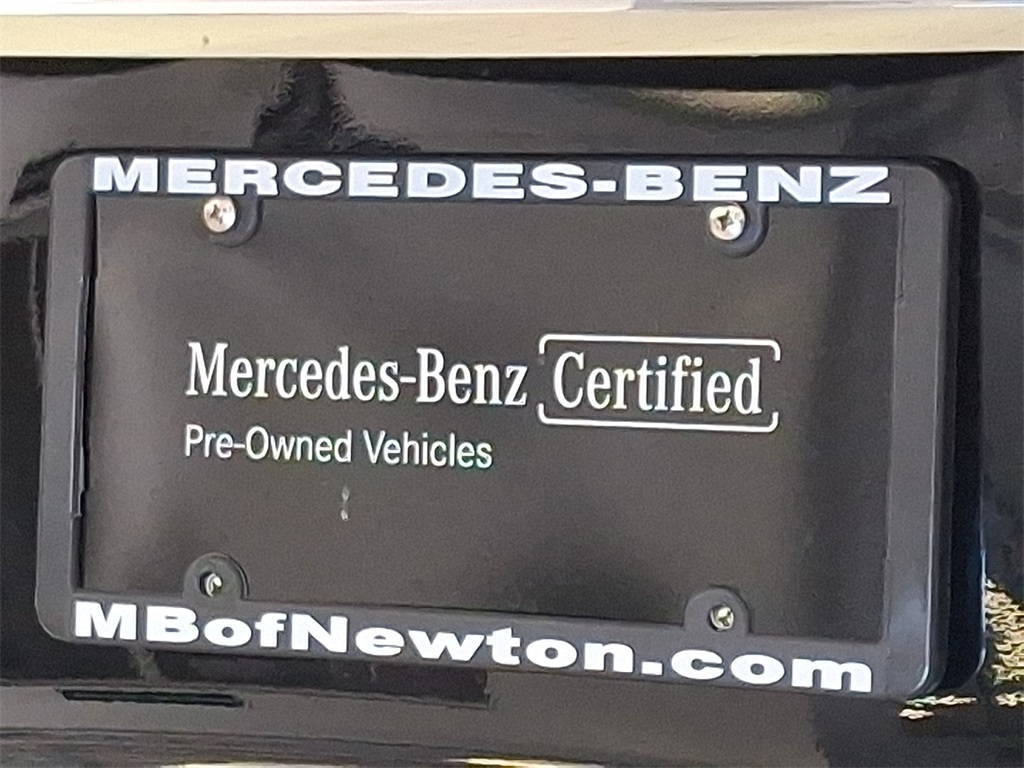 MERCEDES-BENZ
Mercedes-Benz Certified
Pre-Owned Vehicles
MBofNewton.com